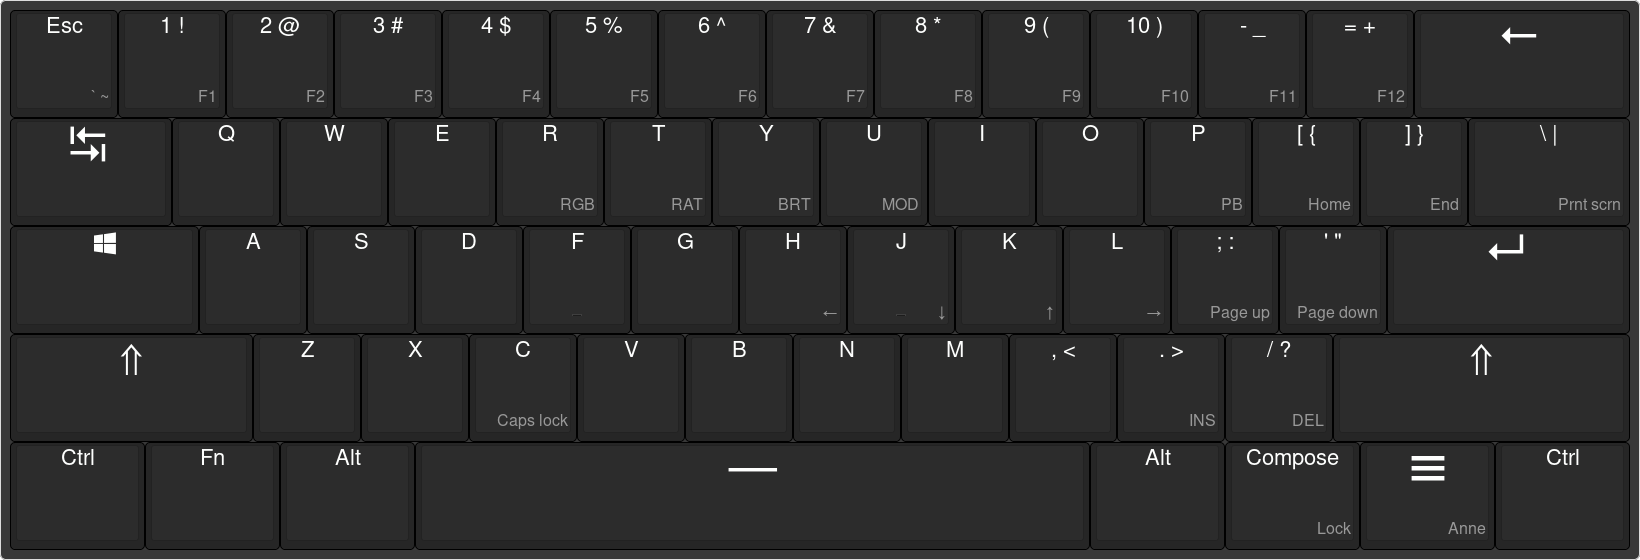 Esc 1 ! 2 @ 3 # 4 $ 5 % 6 ^ 7 & 8 * 9 ( 10 ) - _ = + ←
` ~ F1 F2 F3 F4 F5 F6 F7 F8 F9 F10 F11 F12
Q W E R T Y U I O P [ { ] } \ |
RGB RAT BRT MOD PB Home End Prnt scrn
A S D F G H J K L ; : ' "
_ ← _ ↓ ↑ → Page up Page down
⇑ Z X C V B N M , < . > / ? ⇑
Caps lock INS DEL
Ctrl Fn Alt Alt Compose Ctrl
Lock Anne